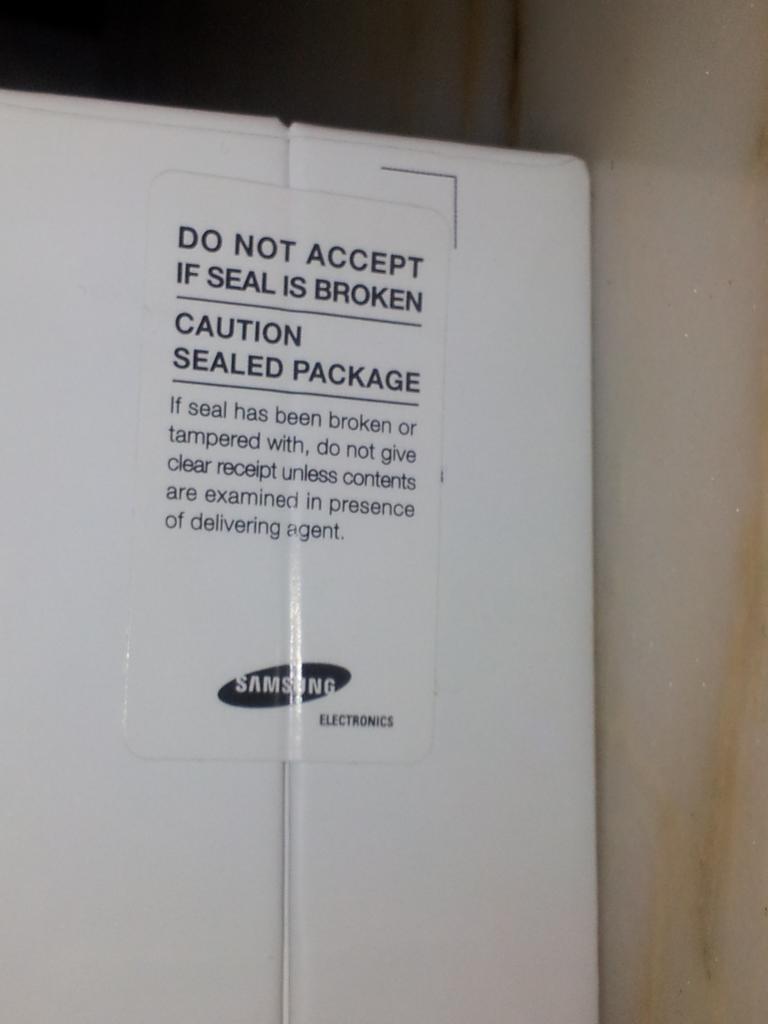 DO NOT ACCEPT
IF SEAL IS BROKEN
CAUTION
SEALED PACKAGE
If seal has been broken or
tampered with, do not give
clear receipt unless contents
are examined in presence
of delivering agent.
SAMSUNG
ELECTRONICS